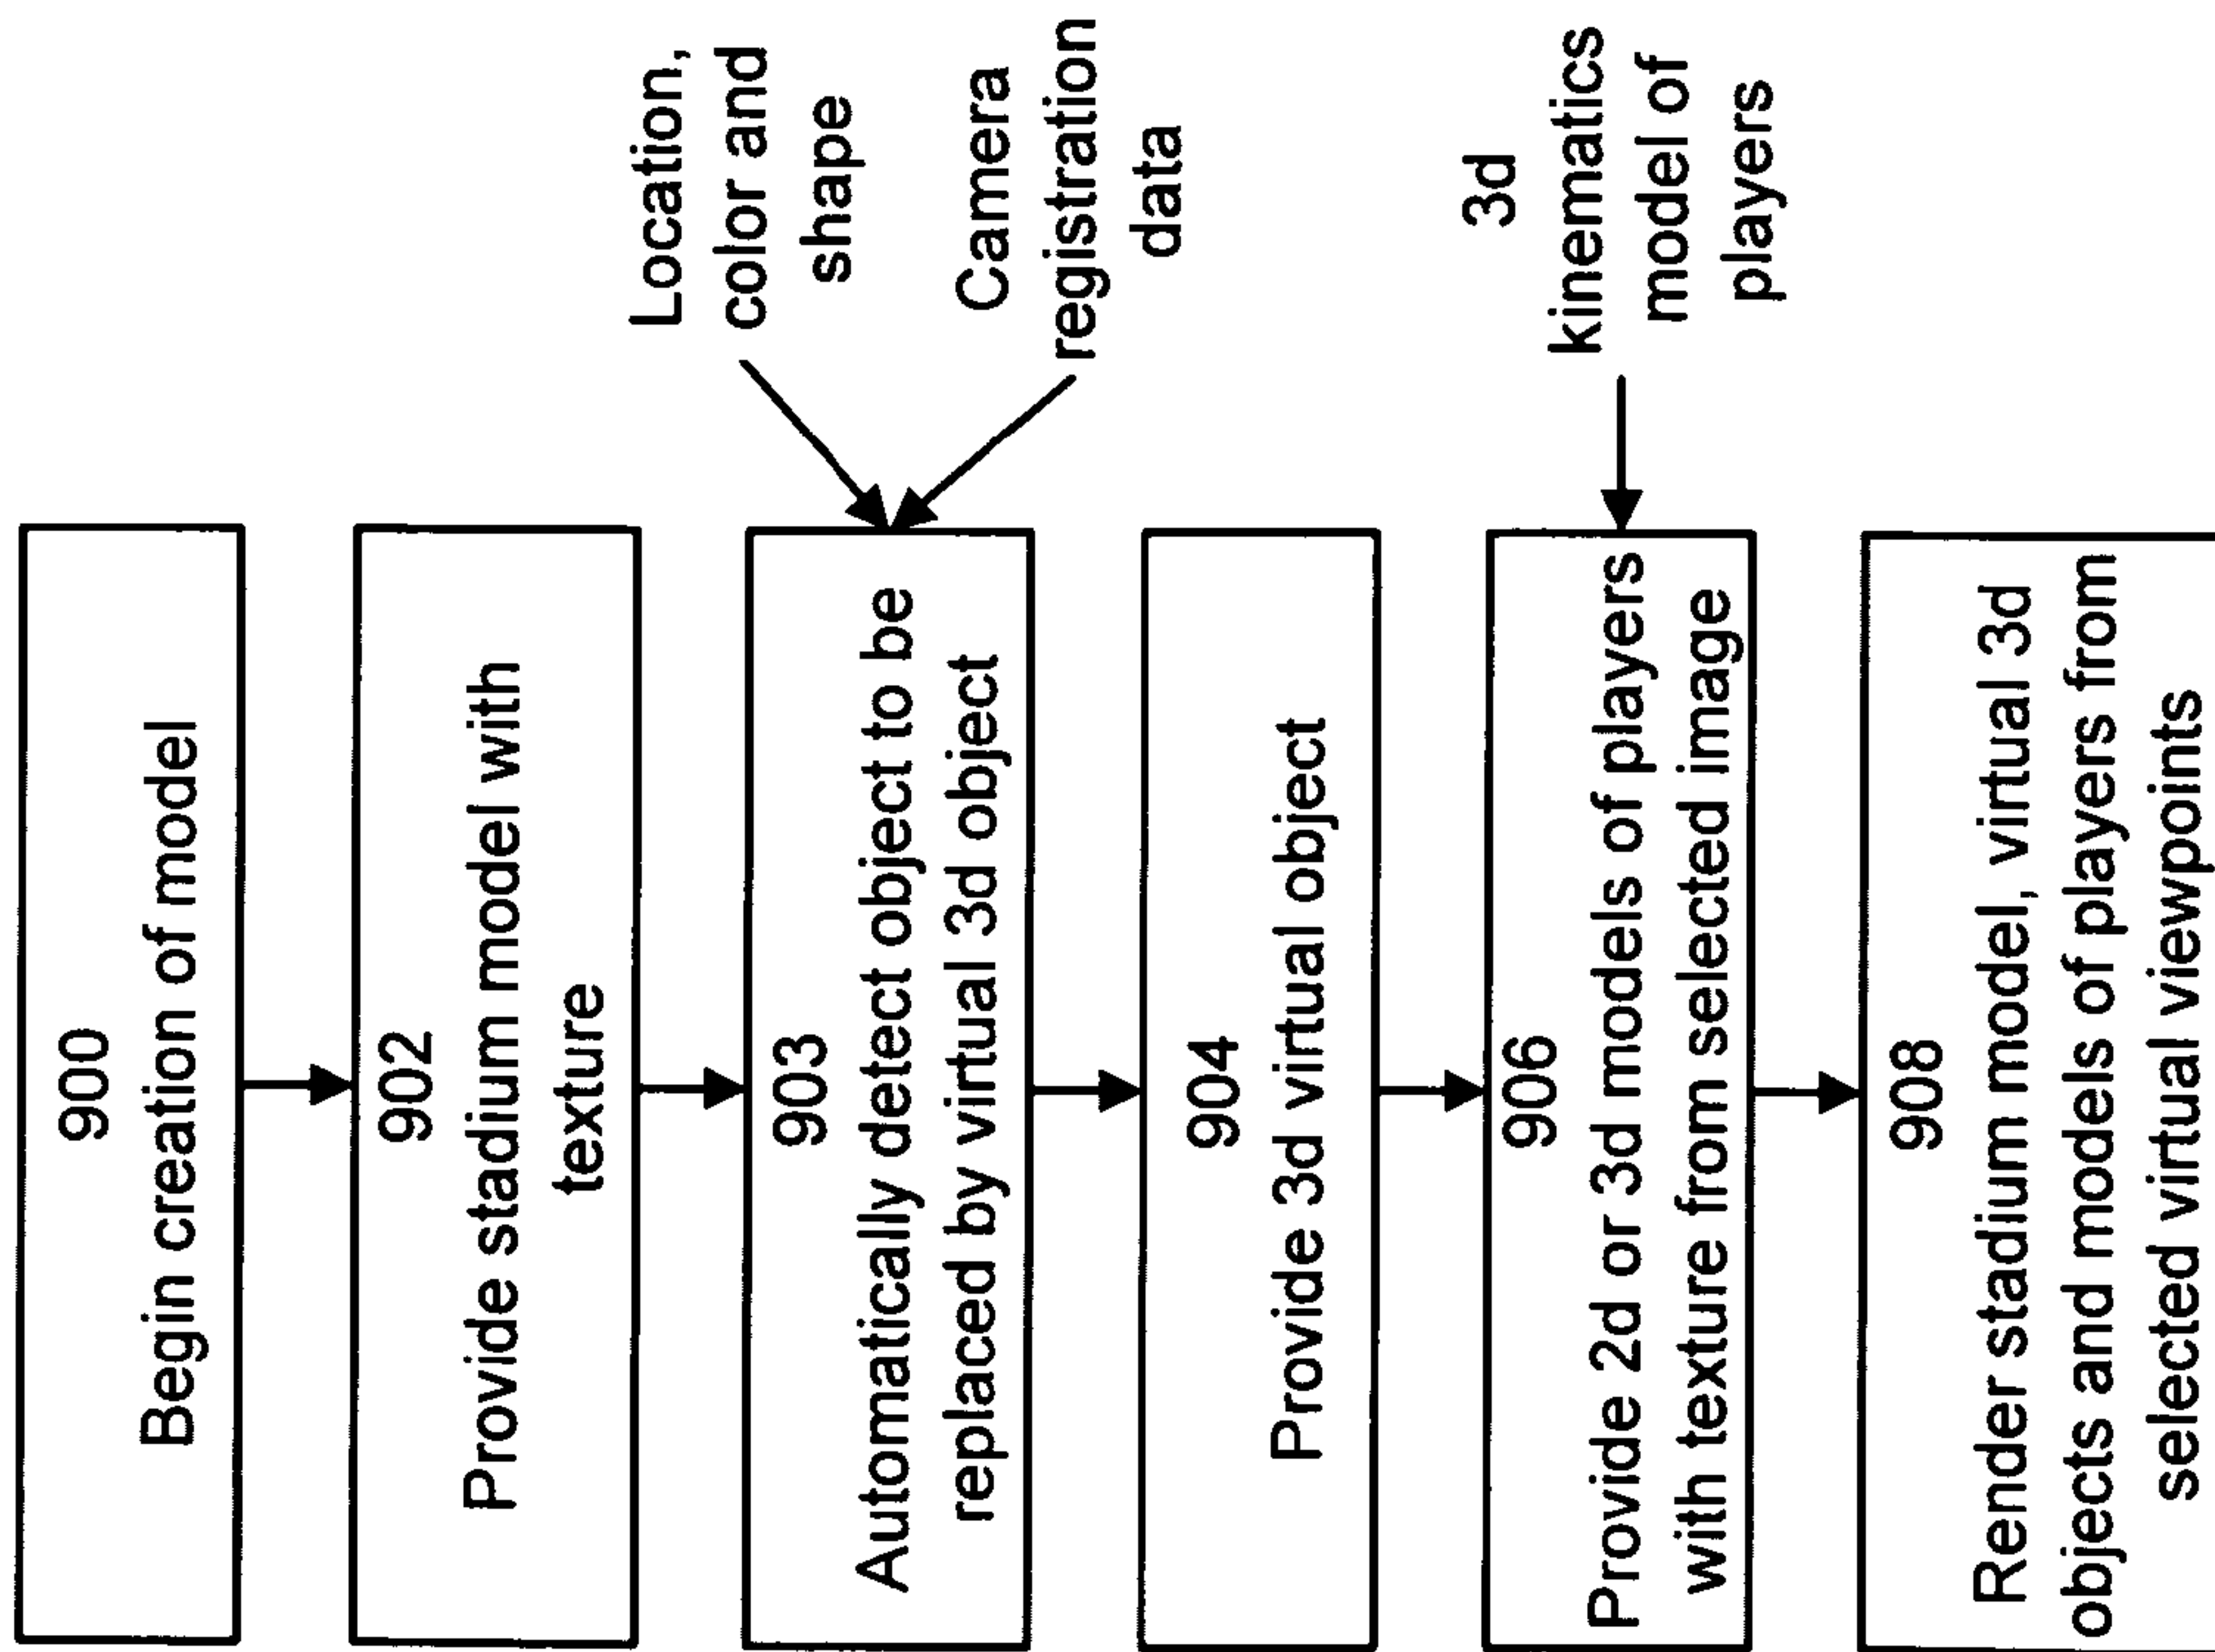 900
Begin creation of model
902
Provide stadium model with
texture
903
Automatically detect object to be
replaced by virtual 3d object
Location,
color and
shape
Camera
registration
data
904
Provide 3d virtual object
906
Provide 2d or 3d models of players
with texture from selected image
3d
kinematics
model of
players
908
Render stadium model, virtual 3d
objects and models of players from
selected virtual viewpoints